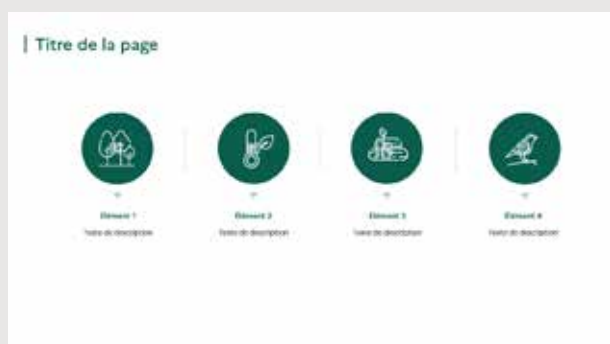 Titre de la page
Élément 1
Élément 2
Élément 3
Élément 4
Texte de description
Texte de description
Texte de description
Texte de description